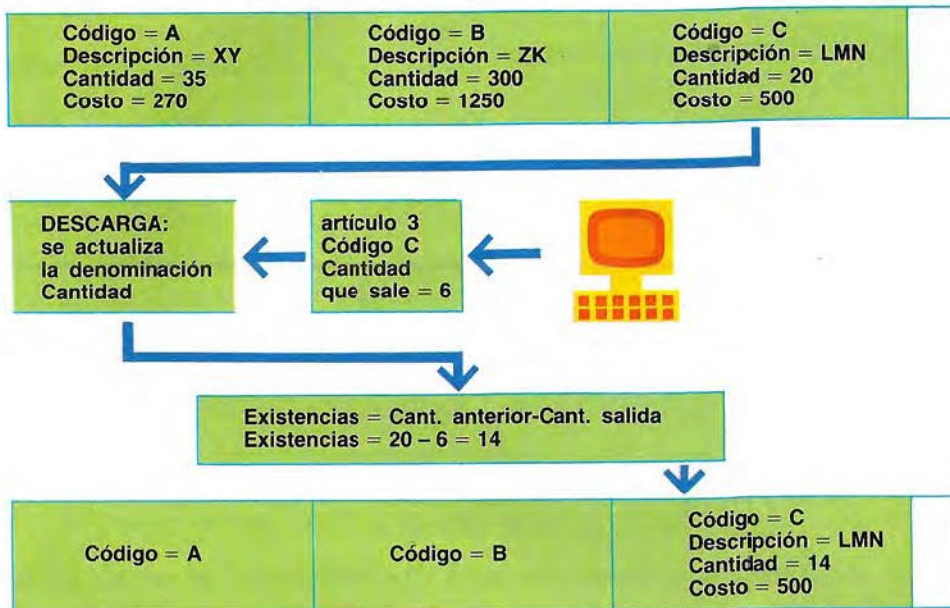 Código = A
Descripción = XY
Cantidad = 35
Costo = 270
Código = B
Descripción = ZK
Cantidad = 300
Costo = 1250
Código = C
Descripción = LMN
Cantidad = 20
Costo = 500
DESCARGA:
se actualiza
la denominación
Cantidad
artículo 3
Código C
Cantidad
que sale = 6
Existencias = Cant. anterior-Cant. salida
Existencias = 20 – 6 = 14
Código = A
Código = B
Código = C
Descripción = LMN
Cantidad = 14
Costo = 500